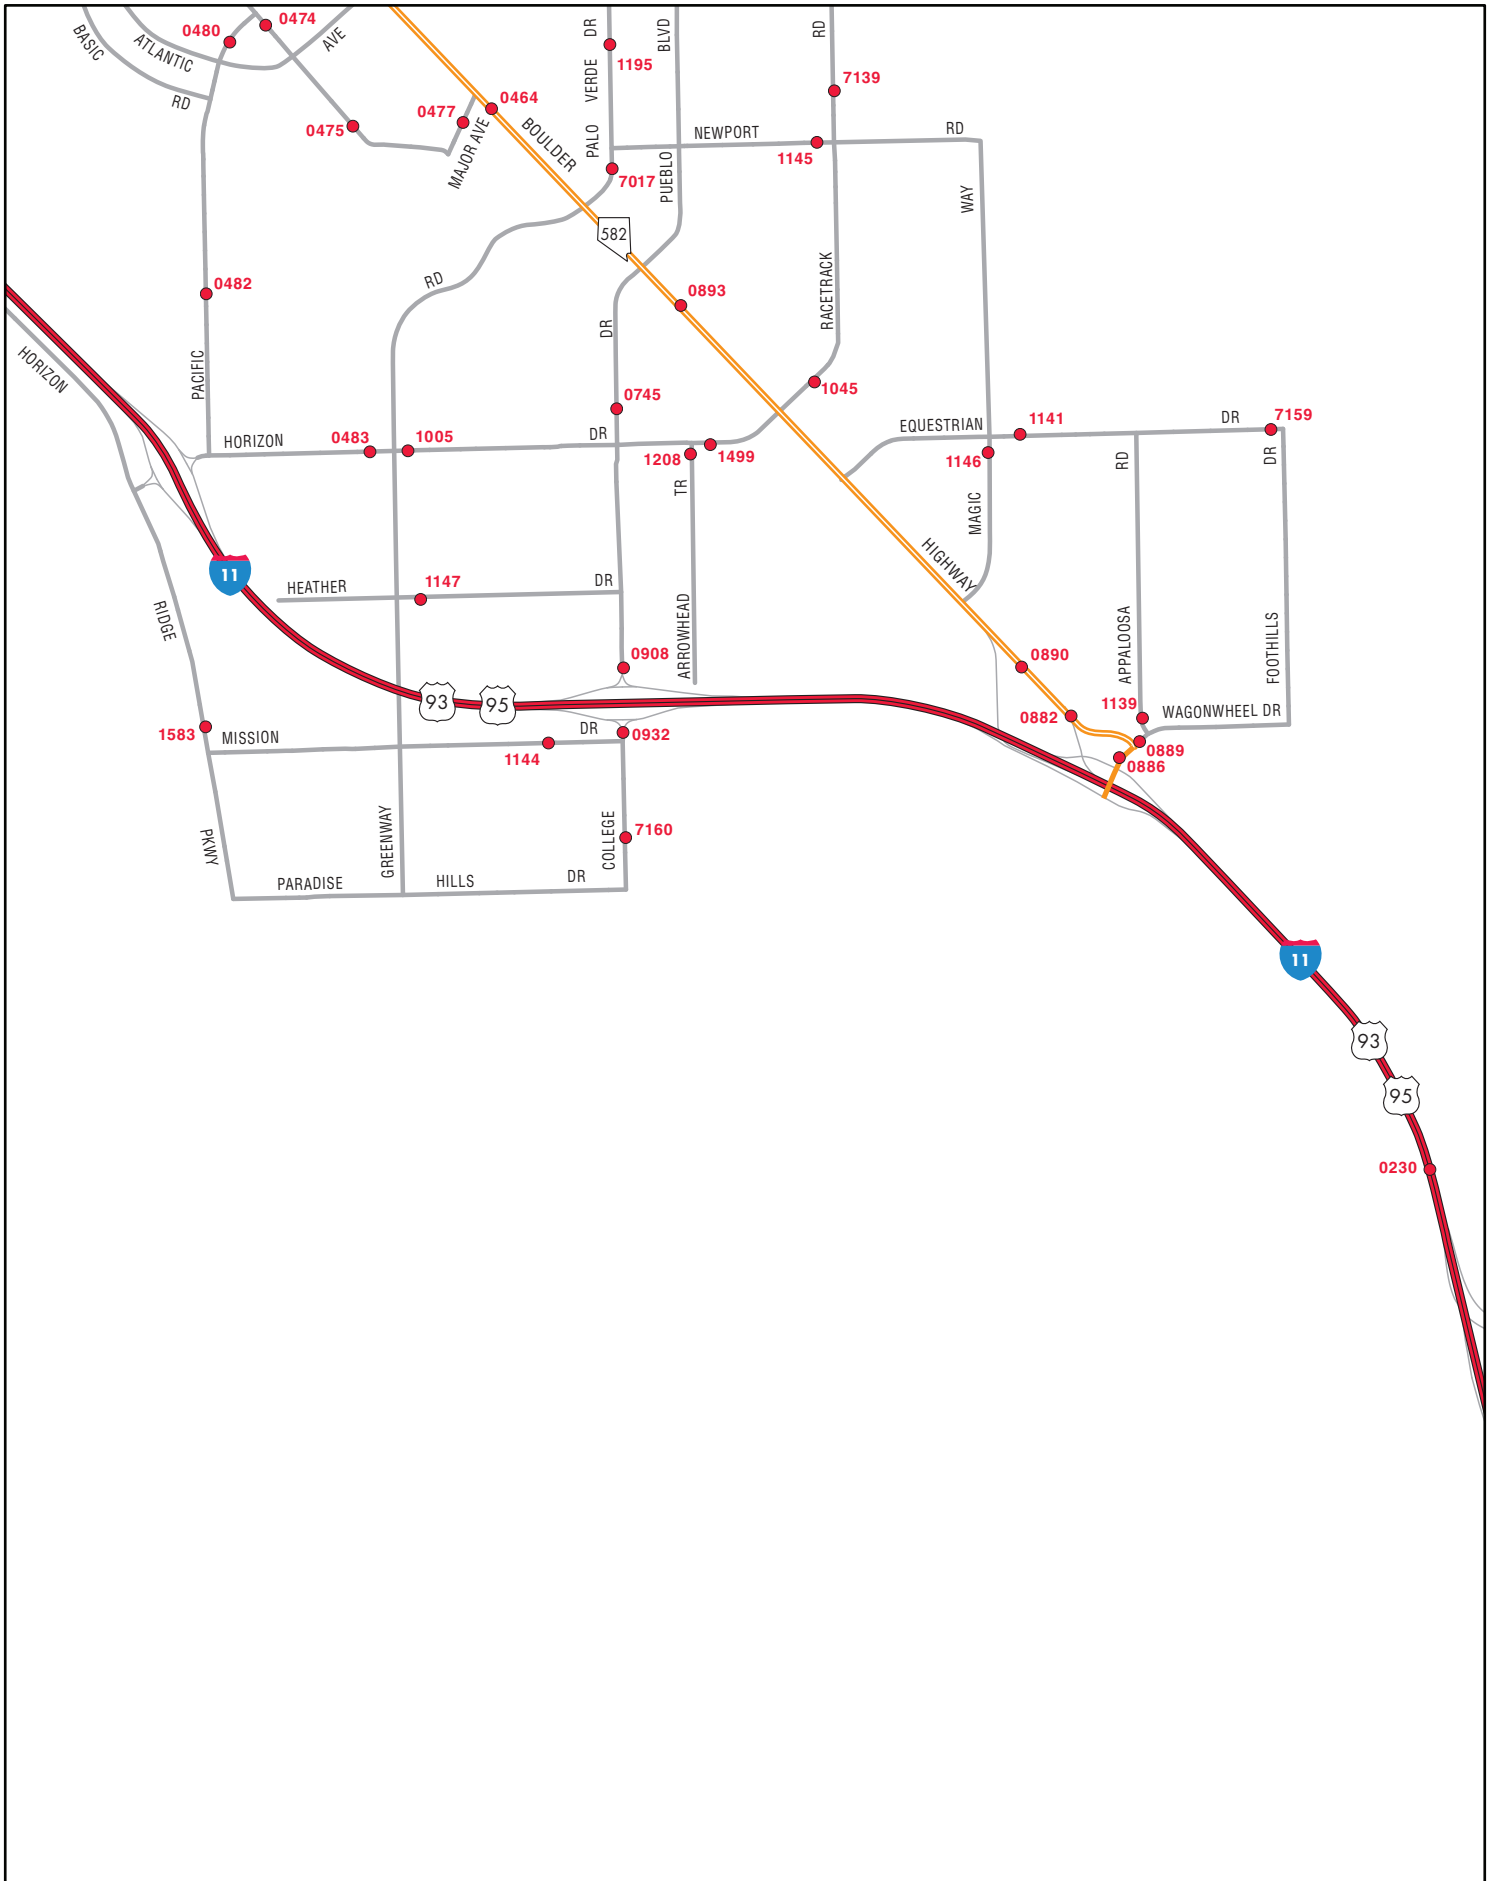 0474
0480
BASIC
ATLANTIC
AVE
DR
BLVD
RD
1195
VERDE
7139
RD
0477
0464
0475
MAJOR AVE
BOULDER
PALO
NEWPORT
RD
1145
7017
PUEBLO
WAY
582
RD
0482
0893
RACETRACK
DR
HORIZON
PACIFIC
0745
1045
HORIZON
0483
1005
DR
EQUESTRIAN
1141
DR
7159
1208
1499
1146
RD
DR
TR
MAGIC
HIGHWAY
11
HEATHER
1147
DR
RIDGE
ARROWHEAD
APPALOOSA
FOOTHILLS
0908
0890
93
95
1139
0882
WAGONWHEEL DR
1583
MISSION
DR
0932
1144
0889
0886
PKWY
GREENWAY
COLLEGE
7160
PARADISE
HILLS
DR
11
93
95
0230